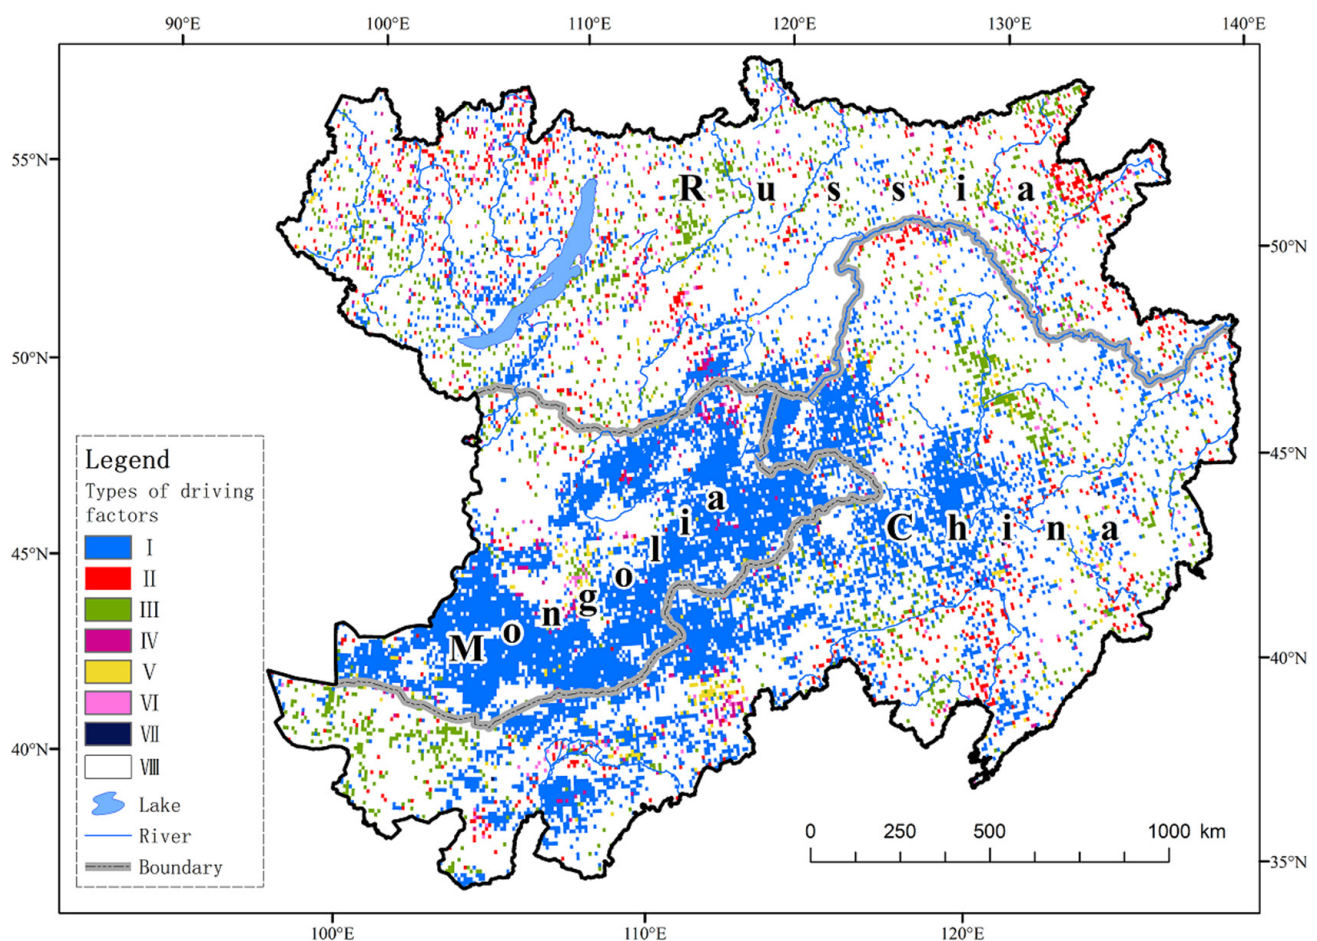 90°E 100°E 110°E 120°E 130°E 140°E
55°N
50°N
45°N
40°N
50°N
45°N
40°N
35°N
Russia
Mongolia
China
Legend
Types of driving
factors
I
II
III
IV
V
VI
VII
VIII
Lake
River
Boundary
0 250 500 1000 km
100°E 110°E 120°E